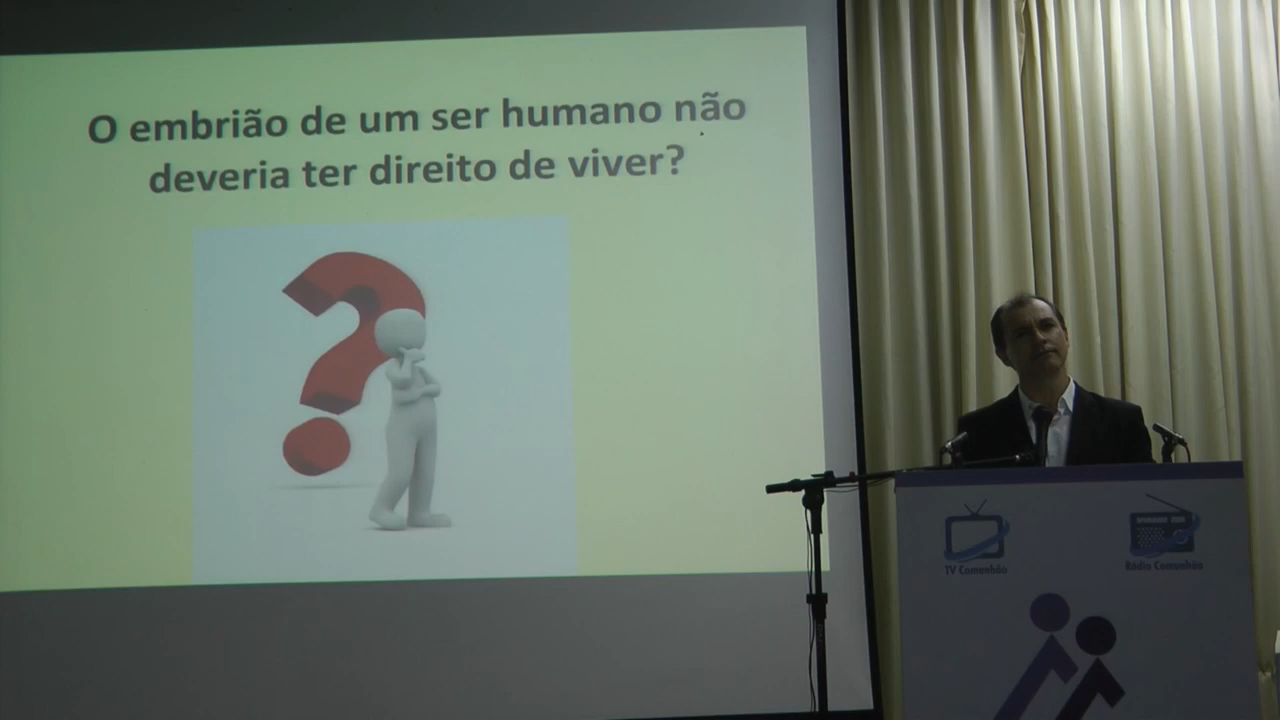 O embrião de um ser humano não
deveria ter direito de viver?
TV Comunhão
Rádio Comunhão